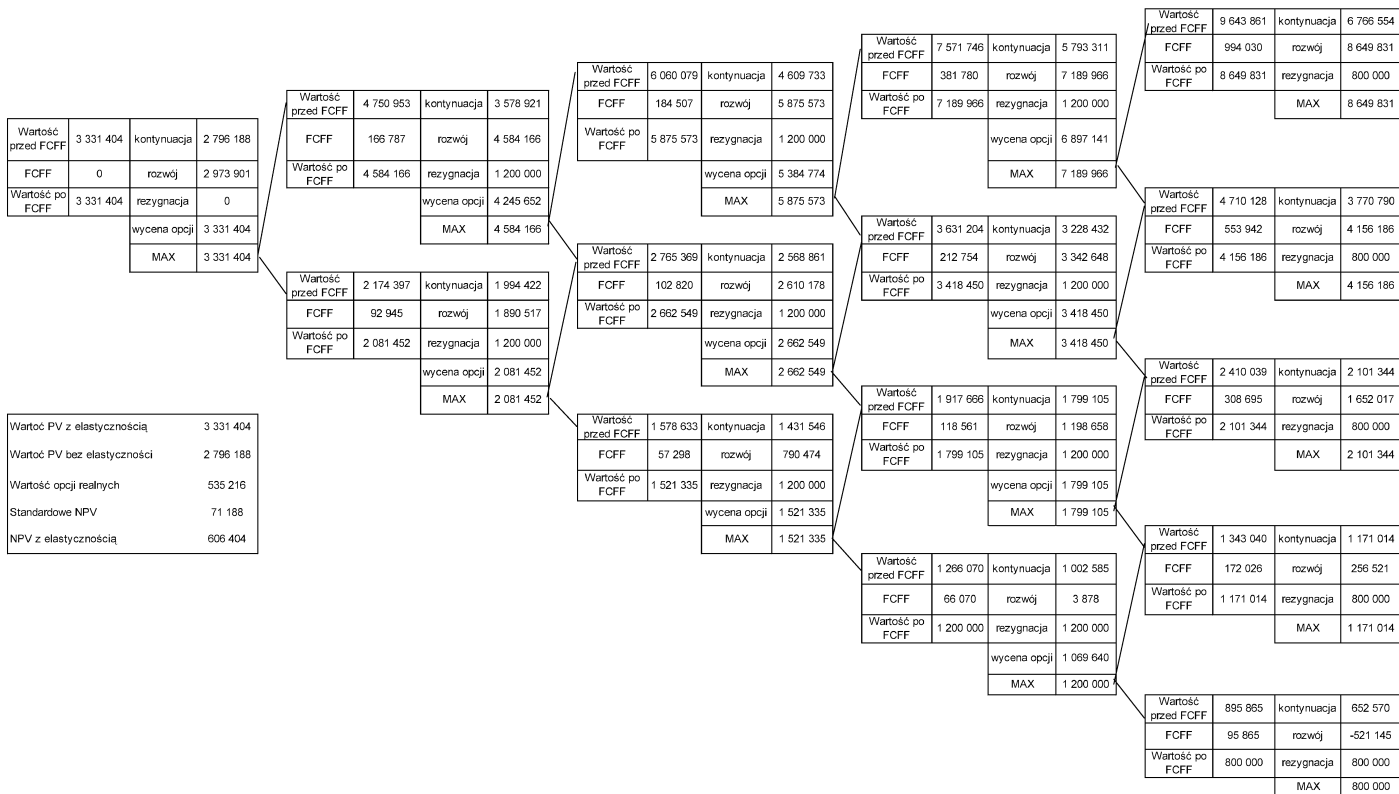 Wartość przed FCFF 3 331 404 kontynuacja 2 796 188
FCFF 0 rozwój 2 973 901
Wartość po FCFF 3 331 404 rezygnacja 0
wycena opcji 3 331 404
MAX 3 331 404
Wartość przed FCFF 4 750 953 kontynuacja 3 578 921
FCFF 166 787 rozwój 4 584 166
Wartość po FCFF 4 584 166 rezygnacja 1 200 000
wycena opcji 4 245 652
MAX 4 584 166
Wartość przed FCFF 2 174 397 kontynuacja 1 994 422
FCFF 92 945 rozwój 1 890 517
Wartość po FCFF 2 081 452 rezygnacja 1 200 000
wycena opcji 2 081 452
MAX 2 081 452
Wartość przed FCFF 6 060 079 kontynuacja 4 609 733
FCFF 184 507 rozwój 5 875 573
Wartość po FCFF 5 875 573 rezygnacja 1 200 000
wycena opcji 5 384 774
MAX 5 875 573
Wartość przed FCFF 2 765 369 kontynuacja 2 568 861
FCFF 102 820 rozwój 2 610 178
Wartość po FCFF 2 662 549 rezygnacja 1 200 000
wycena opcji 2 662 549
MAX 2 662 549
Wartość przed FCFF 1 578 633 kontynuacja 1 431 546
FCFF 57 298 rozwój 790 474
Wartość po FCFF 1 521 335 rezygnacja 1 200 000
wycena opcji 1 521 335
MAX 1 521 335
Wartość przed FCFF 7 571 746 kontynuacja 5 793 311
FCFF 381 780 rozwój 7 189 966
Wartość po FCFF 7 189 966 rezygnacja 1 200 000
wycena opcji 6 897 141
MAX 7 189 966
Wartość przed FCFF 3 631 204 kontynuacja 3 228 432
FCFF 212 754 rozwój 3 342 648
Wartość po FCFF 3 418 450 rezygnacja 1 200 000
wycena opcji 3 418 450
MAX 3 418 450
Wartość przed FCFF 1 917 666 kontynuacja 1 799 105
FCFF 118 561 rozwój 1 198 658
Wartość po FCFF 1 799 105 rezygnacja 1 200 000
wycena opcji 1 799 105
MAX 1 799 105
Wartość przed FCFF 1 266 070 kontynuacja 1 002 585
FCFF 66 070 rozwój 3 878
Wartość po FCFF 1 200 000 rezygnacja 1 200 000
wycena opcji 1 069 640
MAX 1 200 000
Wartość przed FCFF 9 643 861 kontynuacja 6 766 554
FCFF 994 030 rozwój 8 649 831
Wartość po FCFF 8 649 831 rezygnacja 800 000
MAX 8 649 831
Wartość przed FCFF 4 710 128 kontynuacja 3 770 790
FCFF 553 942 rozwój 4 156 186
Wartość po FCFF 4 156 186 rezygnacja 800 000
MAX 4 156 186
Wartość przed FCFF 2 410 039 kontynuacja 2 101 344
FCFF 308 695 rozwój 1 652 017
Wartość po FCFF 2 101 344 rezygnacja 800 000
MAX 2 101 344
Wartość przed FCFF 1 343 040 kontynuacja 1 171 014
FCFF 172 026 rozwój 256 521
Wartość po FCFF 1 171 014 rezygnacja 800 000
MAX 1 171 014
Wartość przed FCFF 895 865 kontynuacja 652 570
FCFF 95 865 rozwój -521 145
Wartość po FCFF 800 000 rezygnacja 800 000
MAX 800 000
Wartoć PV z elastycznością 3 331 404
Wartoć PV bez elastyczności 2 796 188
Wartość opcji realnych 535 216
Standardowe NPV 71 188
NPV z elastycznością 606 404